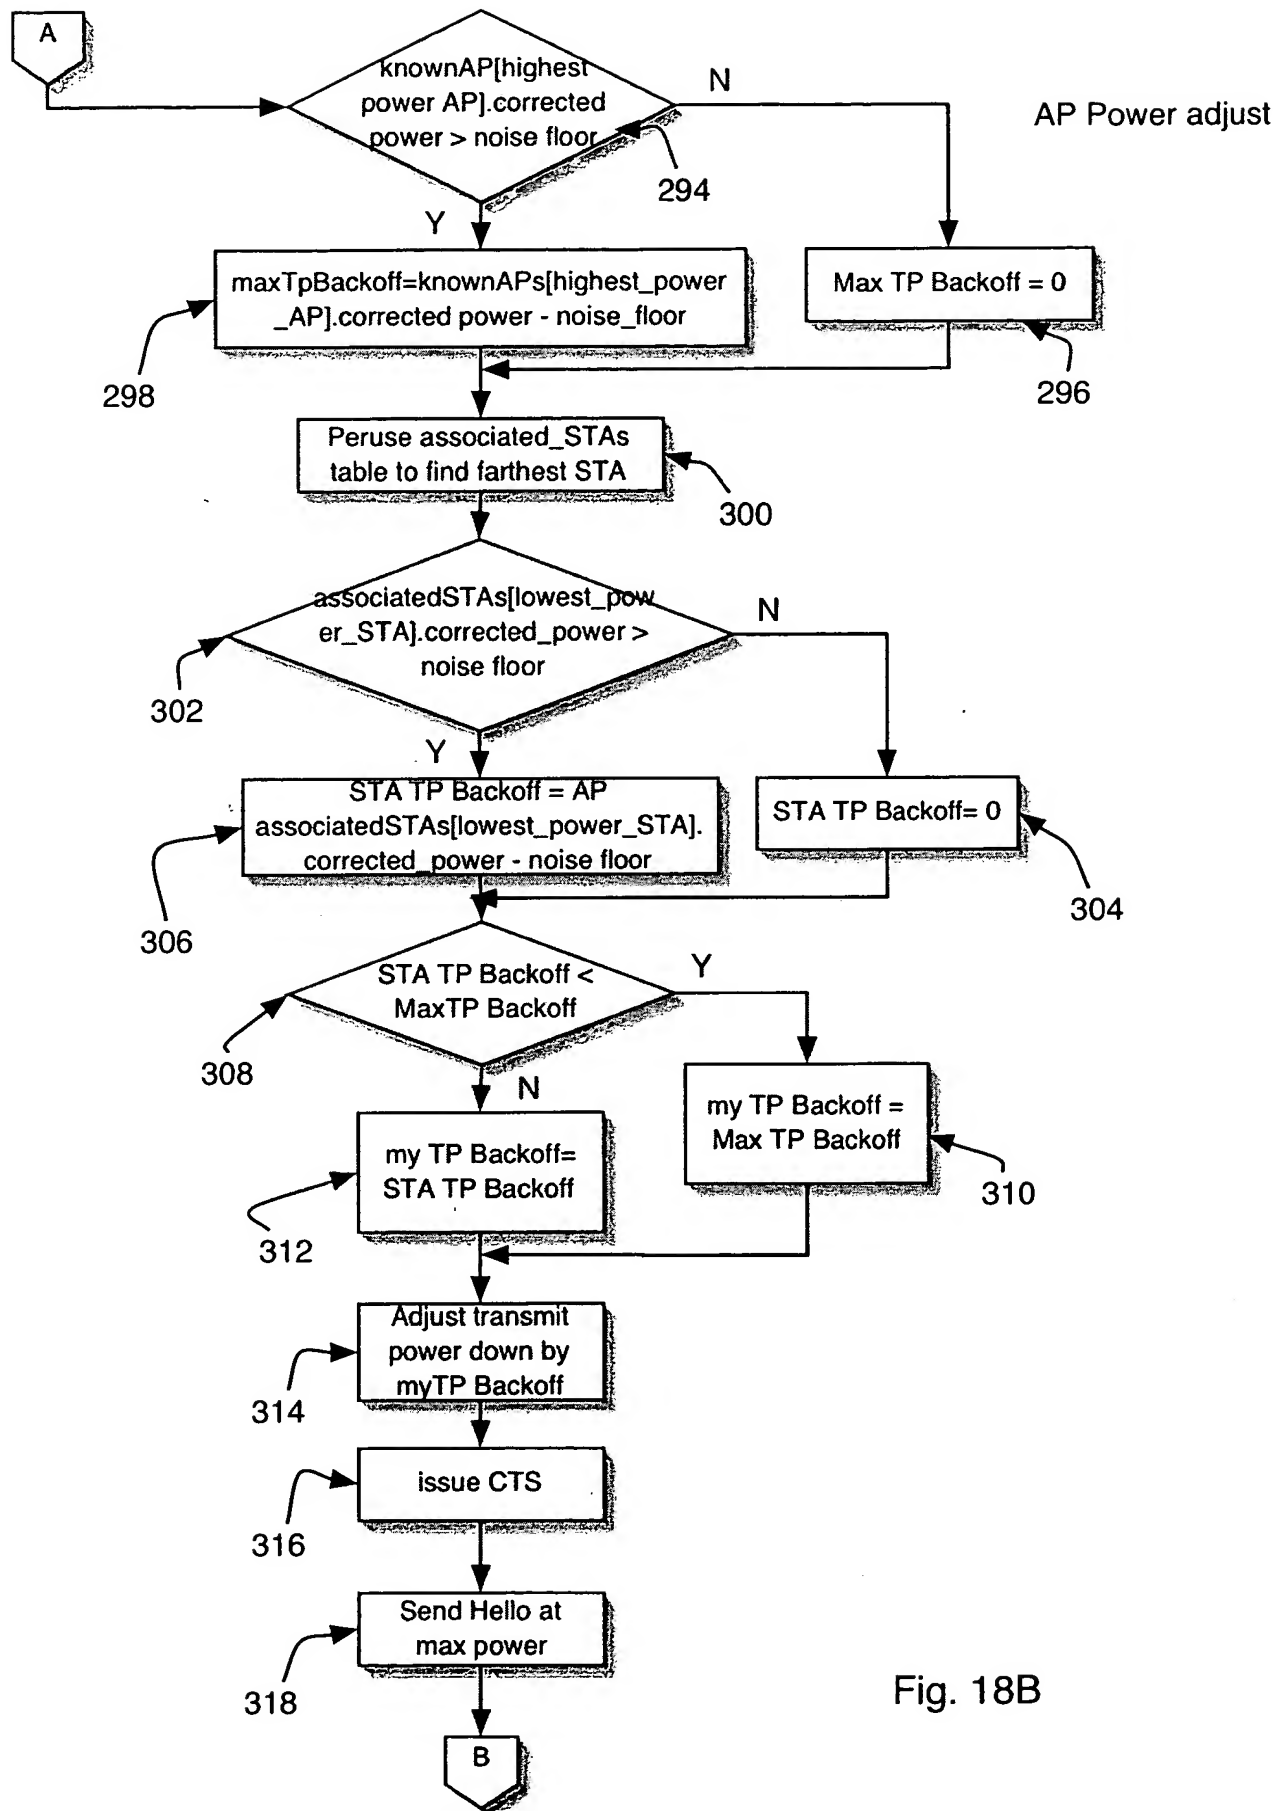 A
knownAP[highest
power AP].corrected
power > noise floor
N
AP Power adjust
294
Y
maxTpBackoff=knownAPs[highest_power
_AP].corrected power - noise_floor
Max TP Backoff = 0
298
296
Peruse associated_STAs
table to find farthest STA
300
associatedSTAs[lowest_pow
er_STA].corrected_power >
noise floor
N
302
Y
STA TP Backoff = AP
associatedSTAs[lowest_power_STA].
corrected_power - noise floor
STA TP Backoff= 0
306
304
STA TP Backoff <
MaxTP Backoff
Y
308
N
my TP Backoff =
Max TP Backoff
my TP Backoff=
STA TP Backoff
310
312
Adjust transmit
power down by
myTP Backoff
314
issue CTS
316
Send Hello at
max power
318
Fig. 18B
B